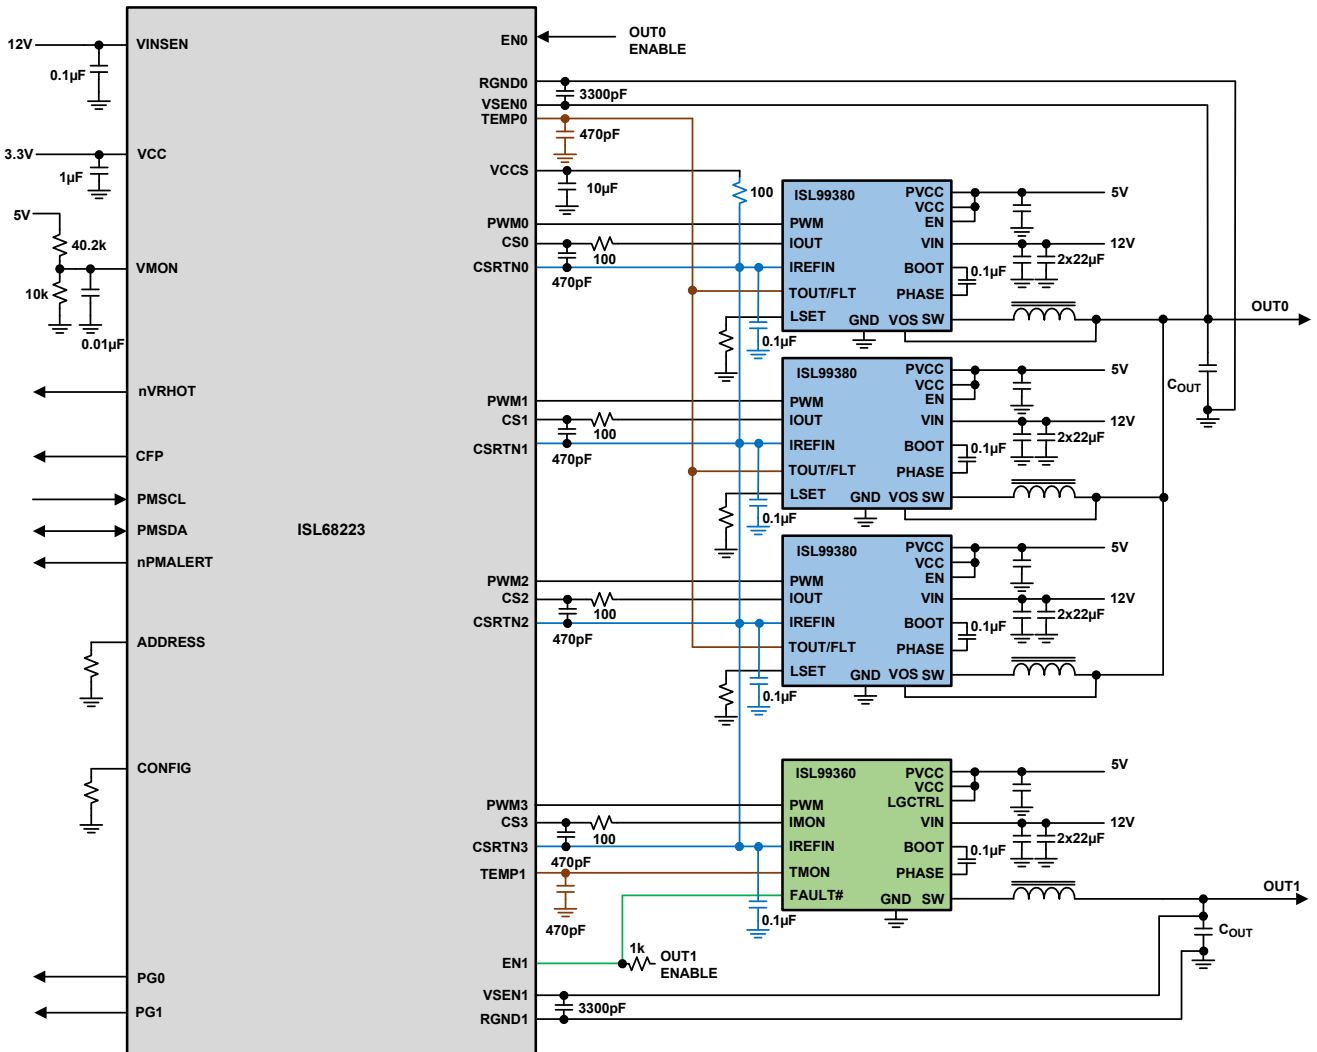 12V
VINSEN
0.1µF
3.3V
VCC
1µF
5V
40.2k
VMON
10k
0.01µF
nVRHOT
CFP
PMSCL
PMSDA
nPMALERT
ADDRESS
CONFIG
PG0
PG1
ISL68223
EN0
OUT0
ENABLE
RGND0
3300pF
VSEN0
TEMP0
470pF
VCCS
10µF
100
PWM0
CS0
100
CSRTN0
470pF
ISL99380
PWM
IOUT
IREFIN
TOUT/FLT
LSET
GND
VOS
SW
PVCC
VCC
EN
VIN
BOOT
PHASE
0.1µF
5V
12V
2x22µF
0.1µF
OUT0
COUT
PWM1
CS1
100
CSRTN1
470pF
ISL99380
PWM
IOUT
IREFIN
TOUT/FLT
LSET
GND
VOS
SW
PVCC
VCC
EN
VIN
BOOT
PHASE
0.1µF
5V
12V
2x22µF
0.1µF
PWM2
CS2
100
CSRTN2
470pF
ISL99380
PWM
IOUT
IREFIN
TOUT/FLT
LSET
GND
VOS
SW
PVCC
VCC
EN
VIN
BOOT
PHASE
0.1µF
5V
12V
2x22µF
0.1µF
PWM3
CS3
100
CSRTN3
470pF
TEMP1
470pF
ISL99360
PWM
IMON
IREFIN
TMON
FAULT#
GND
SW
PVCC
VCC
LGCTRL
VIN
BOOT
PHASE
0.1µF
5V
12V
2x22µF
0.1µF
OUT1
COUT
EN1
1k
OUT1
ENABLE
VSEN1
3300pF
RGND1